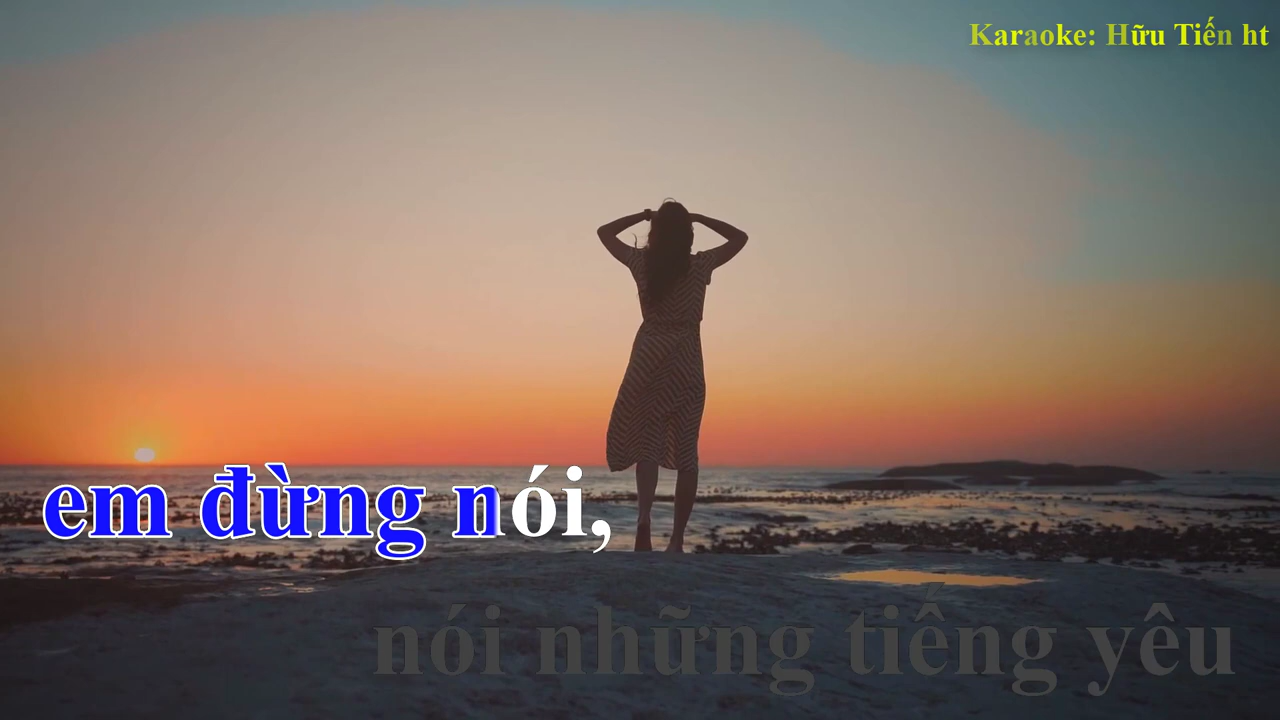 Karaoke: Hữu Tiến ht
em đừng nói,
nói những tiếng yêu